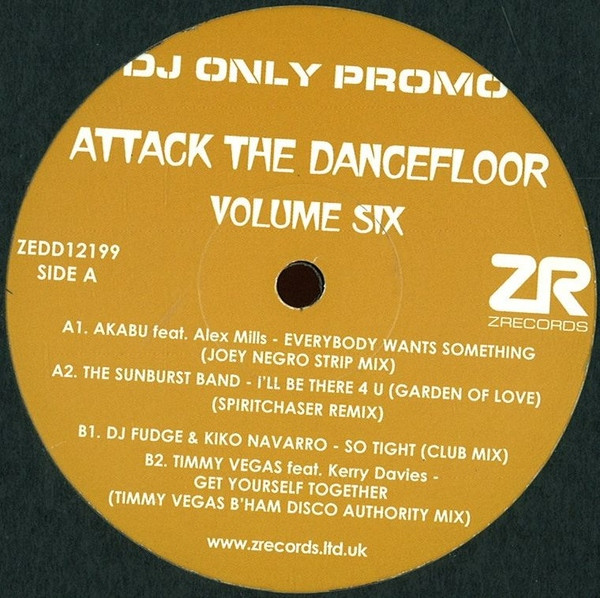 DJ ONLY PROMO
ATTACK THE DANCEFLOOR
VOLUME SIX
ZEDD12199
SIDE A
ZR
ZRECORDS
A1. AKABU feat. Alex Mills - EVERYBODY WANTS SOMETHING
(JOEY NEGRO STRIP MIX)
A2. THE SUNBURST BAND - I'LL BE THERE 4 U (GARDEN OF LOVE)
(SPIRITCHASER REMIX)
B1. DJ FUDGE & KIKO NAVARRO - SO TIGHT (CLUB MIX)
B2. TIMMY VEGAS feat. Kerry Davies -
GET YOURSELF TOGETHER
(TIMMY VEGAS B'HAM DISCO AUTHORITY MIX)
www.zrecords.ltd.uk